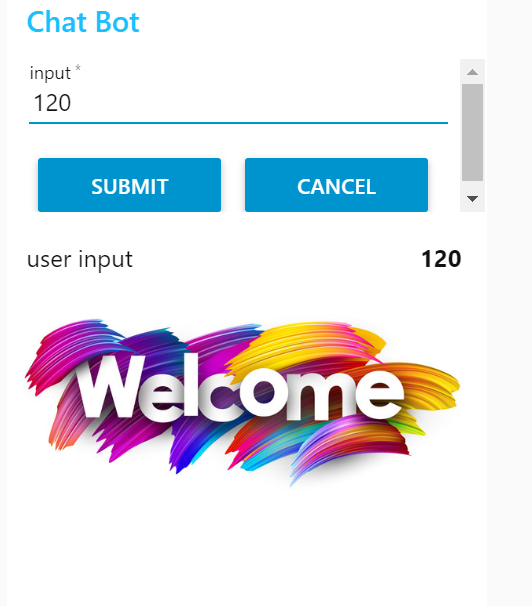 Chat Bot
input *
120
SUBMIT CANCEL
user input 120
Welcome